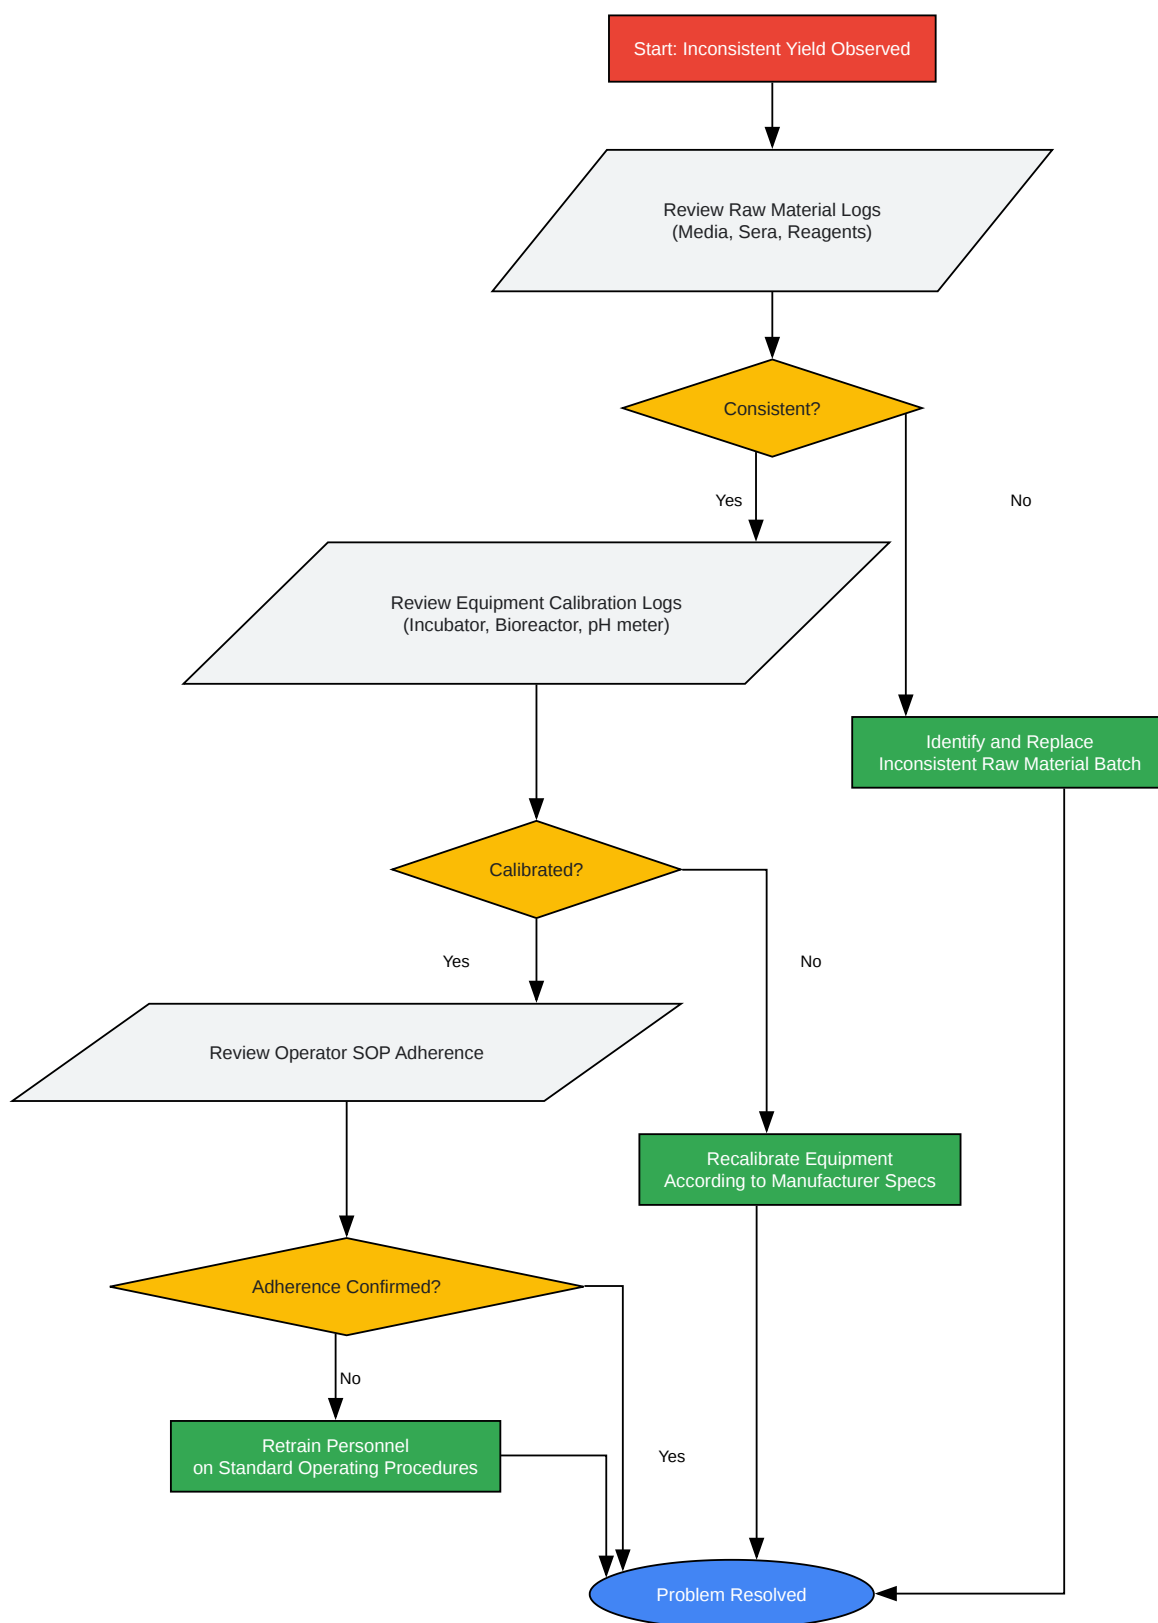 Start: Inconsistent Yield Observed
Review Raw Material Logs
(Media, Sera, Reagents)
Consistent?
Yes
No
Review Equipment Calibration Logs
(Incubator, Bioreactor, pH meter)
Identify and Replace
Inconsistent Raw Material Batch
Calibrated?
Yes
No
Review Operator SOP Adherence
Recalibrate Equipment
According to Manufacturer Specs
Adherence Confirmed?
No
Retrain Personnel
on Standard Operating Procedures
Yes
Problem Resolved